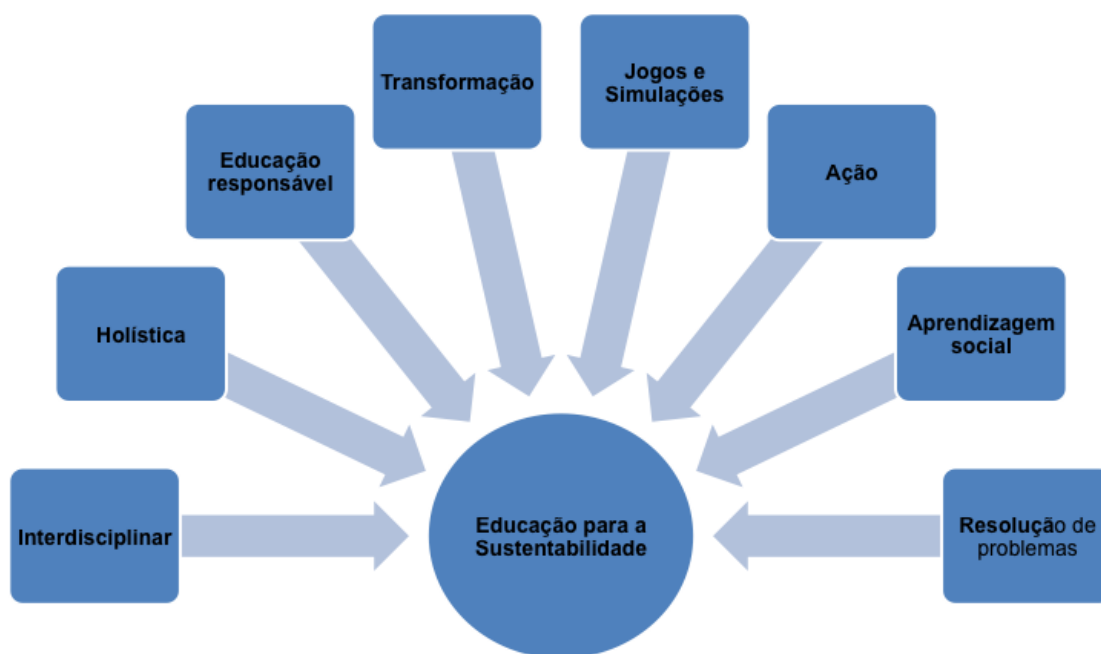 Transformação
Jogos e
Simulações
Educação
responsável
Ação
Holística
Aprendizagem
social
Interdisciplinar
Educação para a
Sustentabilidade
Resolução de
problemas